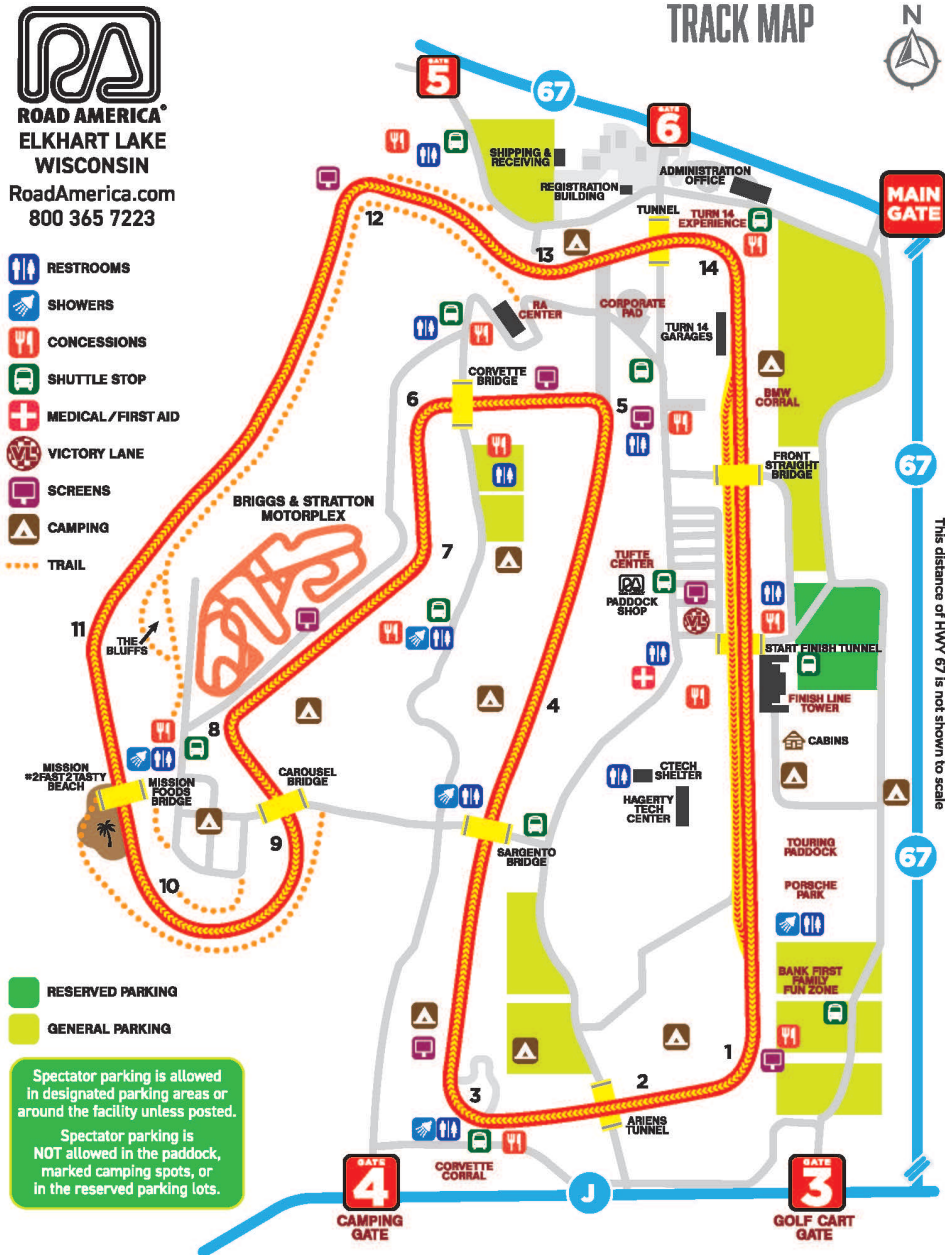 TRACK MAP
N
RA
ROAD AMERICA®
ELKHART LAKE
WISCONSIN
RoadAmerica.com
800 365 7223
RESTROOMS
SHOWERS
CONCESSIONS
SHUTTLE STOP
MEDICAL/FIRST AID
VL
VICTORY LANE
SCREENS
CAMPING
TRAIL
GATE
5
67
GATE
6
MAIN
GATE
SHIPPING &
RECEIVING
REGISTRATION
BUILDING
ADMINISTRATION
OFFICE
TUNNEL
TURN 14
EXPERIENCE
12
13
14
RA
CENTER
CORPORATE
PAD
TURN 14
GARAGES
CORVETTE
BRIDGE
6
5
BMW
CORRAL
FRONT
STRAIGHT
BRIDGE
67
This distance of HWY 67 is not shown to scale
BRIGGS & STRATTON
MOTORPLEX
7
TUFTE
CENTER
RA
PADDOCK
SHOP
VL
11
THE
BLUFFS
START FINISH TUNNEL
FINISH LINE
TOWER
4
8
CABINS
MISSION
#2FAST2TASTY
BEACH
MISSION
FOODS
BRIDGE
CAROUSEL
BRIDGE
CTECH
SHELTER
HAGERTY
TECH
CENTER
9
SARGENTO
BRIDGE
TOURING
PADDOCK
67
10
PORSCHE
PARK
BANK FIRST
FAMILY
FUN ZONE
RESERVED PARKING
GENERAL PARKING
1
2
3
ARIENS
TUNNEL
Spectator parking is allowed
in designated parking areas or
around the facility unless posted.
Spectator parking is
NOT allowed in the paddock,
marked camping spots, or
in the reserved parking lots.
CORVETTE
CORRAL
GATE
4
CAMPING
GATE
J
GATE
3
GOLF CART
GATE